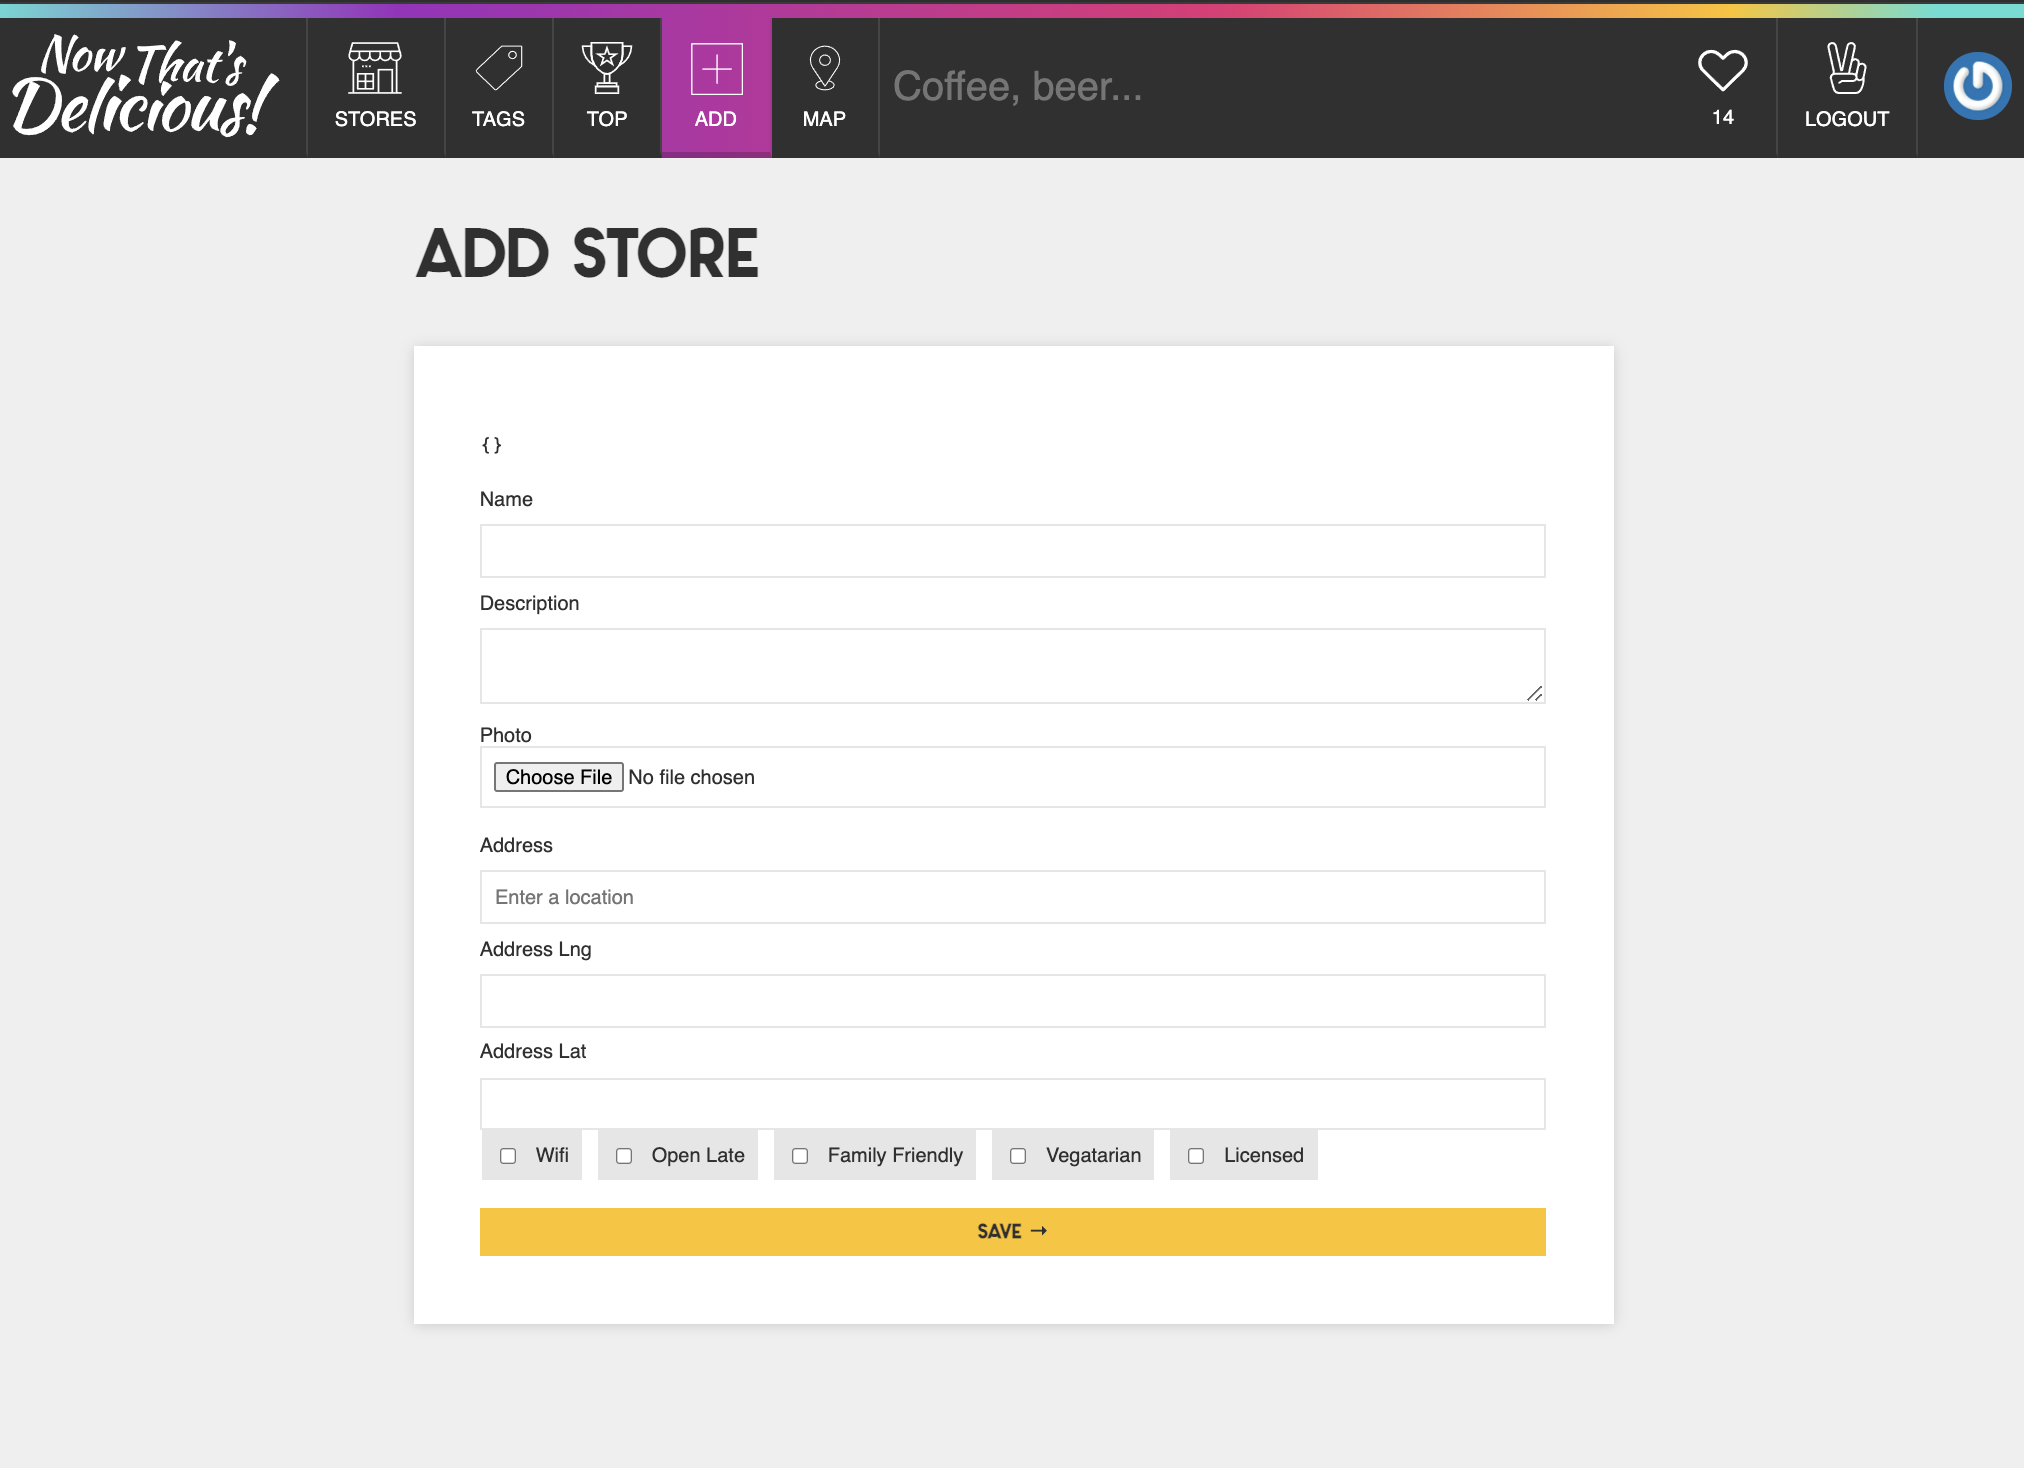 Now That's
Delicious!
STORES
TAGS
TOP
ADD
MAP
Coffee, beer...
14
LOGOUT
ADD STORE
{}
Name
Description
Photo
Choose File No file chosen
Address
Enter a location
Address Lng
Address Lat
Wifi
Open Late
Family Friendly
Vegatarian
Licensed
SAVE →